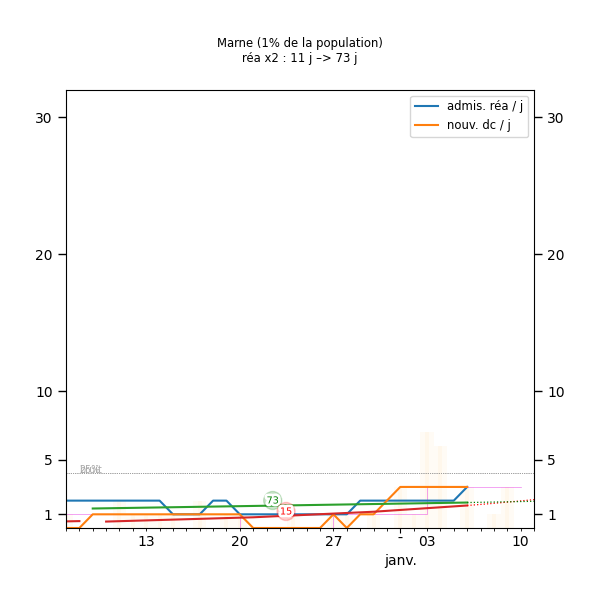 Marne (1% de la population)
réa x2 : 11 j –> 73 j
admis. réa / j
nouv. dc / j
30 30
20 20
10 10
5 5
73
15
1 1
13 20 27 - 03 10
janv.